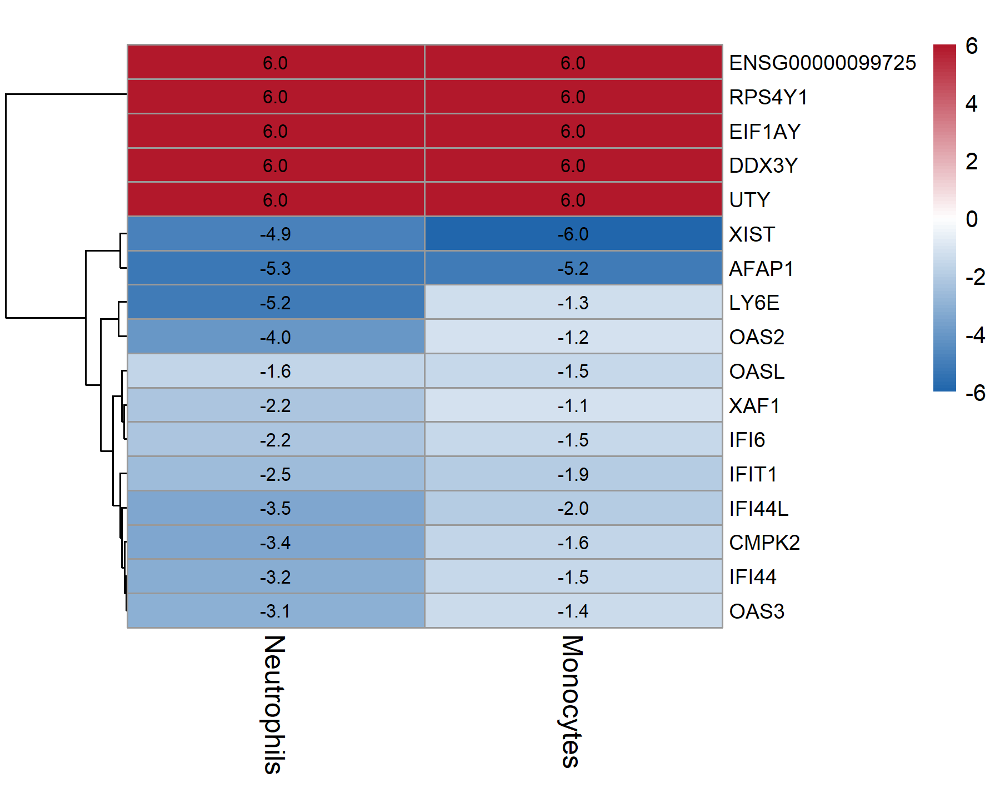 6.0 6.0 ENSG00000099725
6.0 6.0 RPS4Y1
6.0 6.0 EIF1AY
6.0 6.0 DDX3Y
6.0 6.0 UTY
-4.9 -6.0 XIST
-5.3 -5.2 AFAP1
-5.2 -1.3 LY6E
-4.0 -1.2 OAS2
-1.6 -1.5 OASL
-2.2 -1.1 XAF1
-2.2 -1.5 IFI6
-2.5 -1.9 IFIT1
-3.5 -2.0 IFI44L
-3.4 -1.6 CMPK2
-3.2 -1.5 IFI44
-3.1 -1.4 OAS3
Neutrophils
Monocytes
6
4
2
0
-2
-4
-6